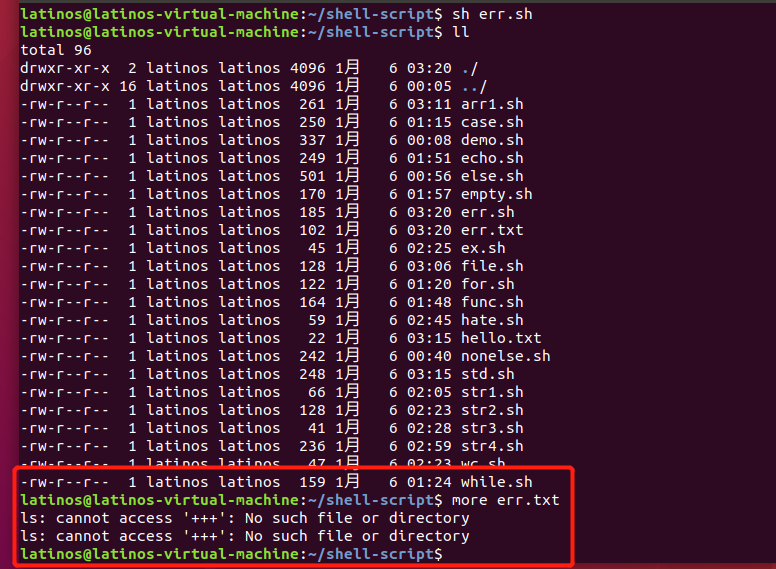 latinos@latinos-virtual-machine:~/shell-script$ sh err.sh
latinos@latinos-virtual-machine:~/shell-script$ ll
total 96
drwxr-xr-x  2 latinos latinos 4096 1月   6 03:20 ./
drwxr-xr-x 16 latinos latinos 4096 1月   6 00:05 ../
-rw-r--r--  1 latinos latinos  261 1月   6 03:11 arr1.sh
-rw-r--r--  1 latinos latinos  250 1月   6 01:15 case.sh
-rw-r--r--  1 latinos latinos  337 1月   6 00:08 demo.sh
-rw-r--r--  1 latinos latinos  249 1月   6 01:51 echo.sh
-rw-r--r--  1 latinos latinos  501 1月   6 00:56 else.sh
-rw-r--r--  1 latinos latinos  170 1月   6 01:57 empty.sh
-rw-r--r--  1 latinos latinos  185 1月   6 03:20 err.sh
-rw-r--r--  1 latinos latinos  102 1月   6 03:20 err.txt
-rw-r--r--  1 latinos latinos   45 1月   6 02:25 ex.sh
-rw-r--r--  1 latinos latinos  128 1月   6 03:06 file.sh
-rw-r--r--  1 latinos latinos  122 1月   6 01:20 for.sh
-rw-r--r--  1 latinos latinos  164 1月   6 01:48 func.sh
-rw-r--r--  1 latinos latinos   59 1月   6 02:45 hate.sh
-rw-r--r--  1 latinos latinos   22 1月   6 03:15 hello.txt
-rw-r--r--  1 latinos latinos  242 1月   6 00:40 nonelse.sh
-rw-r--r--  1 latinos latinos  248 1月   6 03:15 std.sh
-rw-r--r--  1 latinos latinos   66 1月   6 02:05 str1.sh
-rw-r--r--  1 latinos latinos  128 1月   6 02:23 str2.sh
-rw-r--r--  1 latinos latinos   41 1月   6 02:28 str3.sh
-rw-r--r--  1 latinos latinos  236 1月   6 02:59 str4.sh
-rw-r--r--  1 latinos latinos   47 1月   6 02:23 wc.sh
-rw-r--r--  1 latinos latinos  159 1月   6 01:24 while.sh
latinos@latinos-virtual-machine:~/shell-script$ more err.txt
ls: cannot access '+++': No such file or directory
ls: cannot access '+++': No such file or directory
latinos@latinos-virtual-machine:~/shell-script$